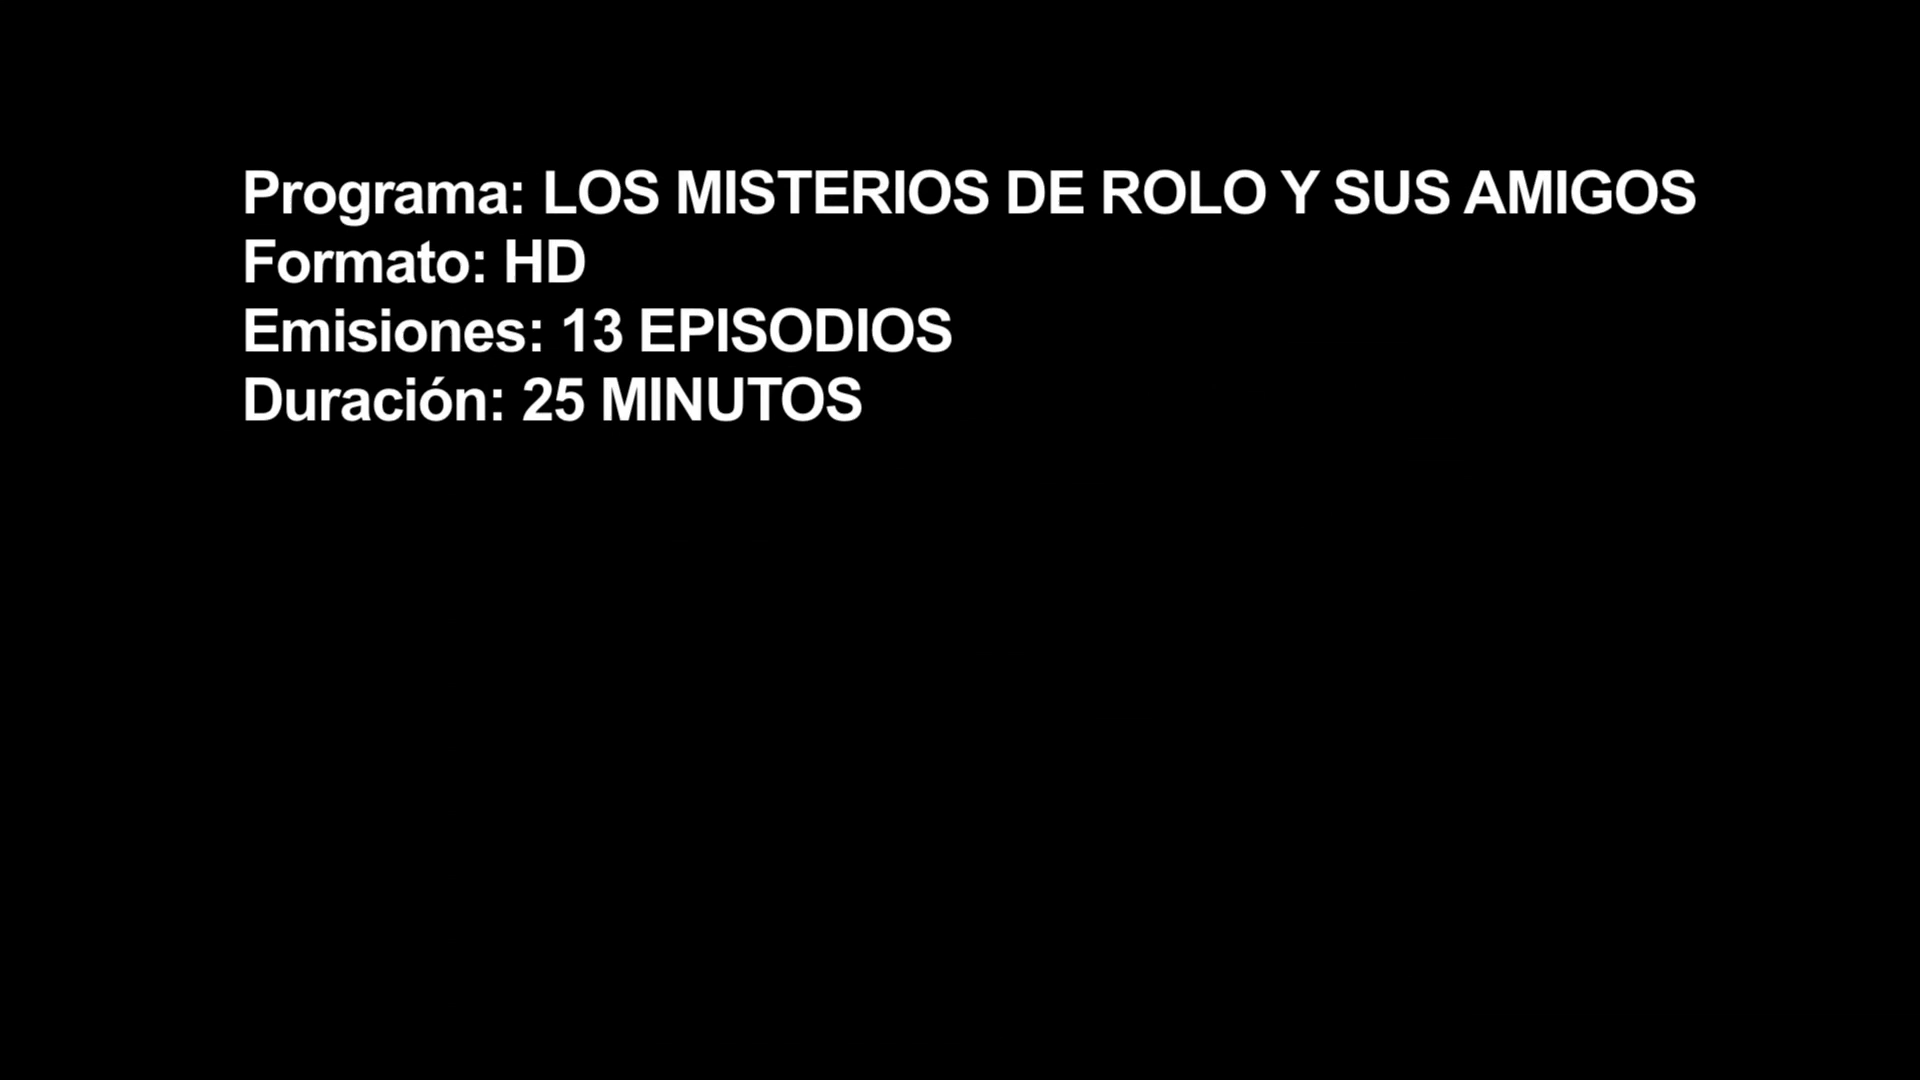 Programa: LOS MISTERIOS DE ROLO Y SUS AMIGOS
Formato: HD
Emisiones: 13 EPISODIOS
Duración: 25 MINUTOS